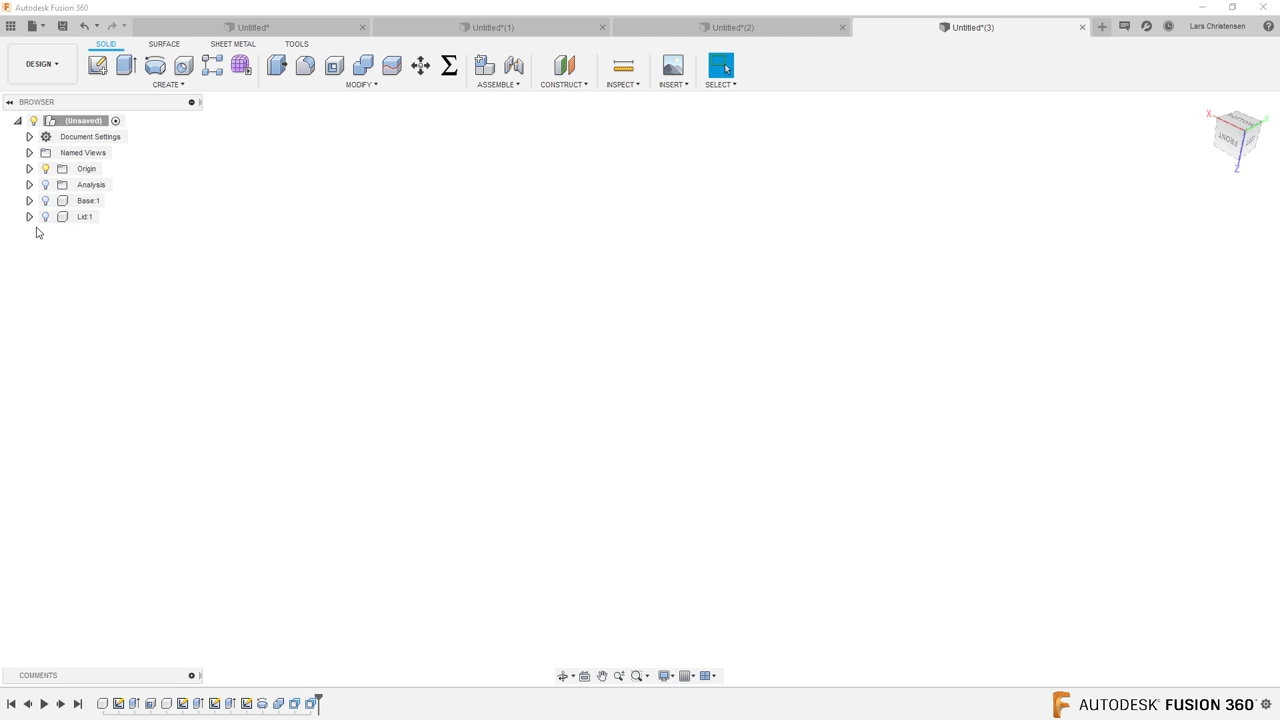 Autodesk Fusion 360
Untitled*
Untitled*(1)
Untitled*(2)
Untitled*(3)
Lars Christensen
SOLID
SURFACE
SHEET METAL
TOOLS
DESIGN
CREATE
MODIFY
ASSEMBLE
CONSTRUCT
INSPECT
INSERT
SELECT
BROWSER
(Unsaved)
Document Settings
Named Views
Origin
Analysis
Base:1
Lid:1
X
Y
FRONT
Z
COMMENTS
AUTODESK® FUSION 360™